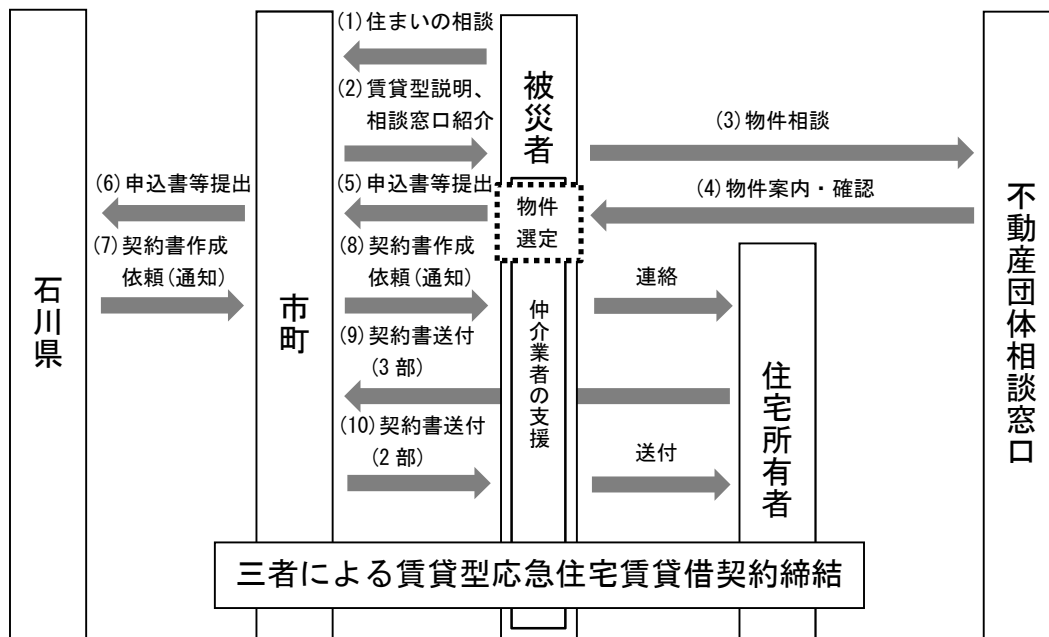 (1)住まいの相談
(2)賃貸型説明、
相談窓口紹介
被災者
(3)物件相談
(6)申込書等提出
(5)申込書等提出
物件
選定
(4)物件案内・確認
(7)契約書作成
依頼(通知)
(8)契約書作成
依頼(通知)
連絡
石川県
市町
仲介業者の支援
住宅所有者
不動産団体相談窓口
(9)契約書送付
(3部)
(10)契約書送付
(2部)
送付
三者による賃貸型応急住宅賃貸借契約締結